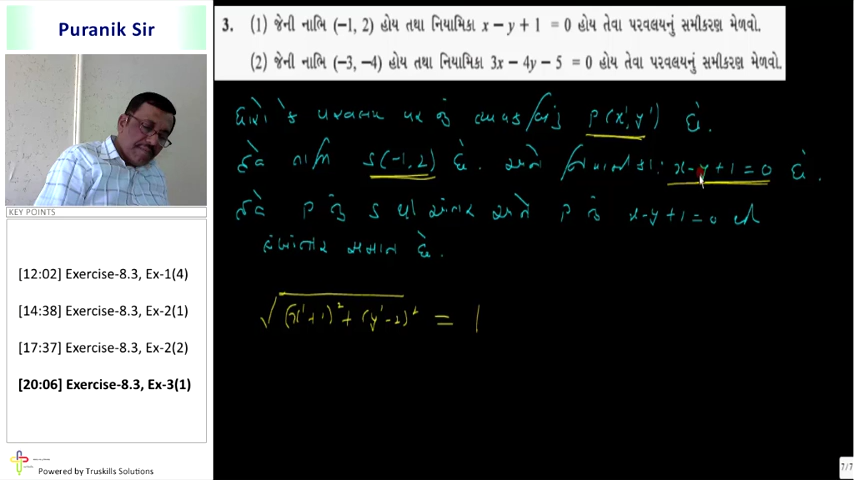 Puranik Sir
3. (1) જેની નાભિ (−1, 2) હોય તથા નિયામિકા x − y + 1 = 0 હોય તેવા પરવલયનું સમીકરણ મેળવો.
(2) જેની નાભિ (−3, −4) હોય તથા નિયામિકા 3x − 4y − 5 = 0 હોય તેવા પરવલયનું સમીકરણ મેળવો.
ધારો કે પરવલય પર નું P(x', y') છે.
હવે નાભિ S(-1, 2) છે. અને નિયામિકા: x-y+1=0 છે.
હવે P નું S થી અંતર અને P નું x-y+1=0 થી
લંબાંતર સમાન છે.
√(x'+1)² + (y'-2)² = |
KEY POINTS
[12:02] Exercise-8.3, Ex-1(4)
[14:38] Exercise-8.3, Ex-2(1)
[17:37] Exercise-8.3, Ex-2(2)
[20:06] Exercise-8.3, Ex-3(1)
Powered by Truskills Solutions
7/7